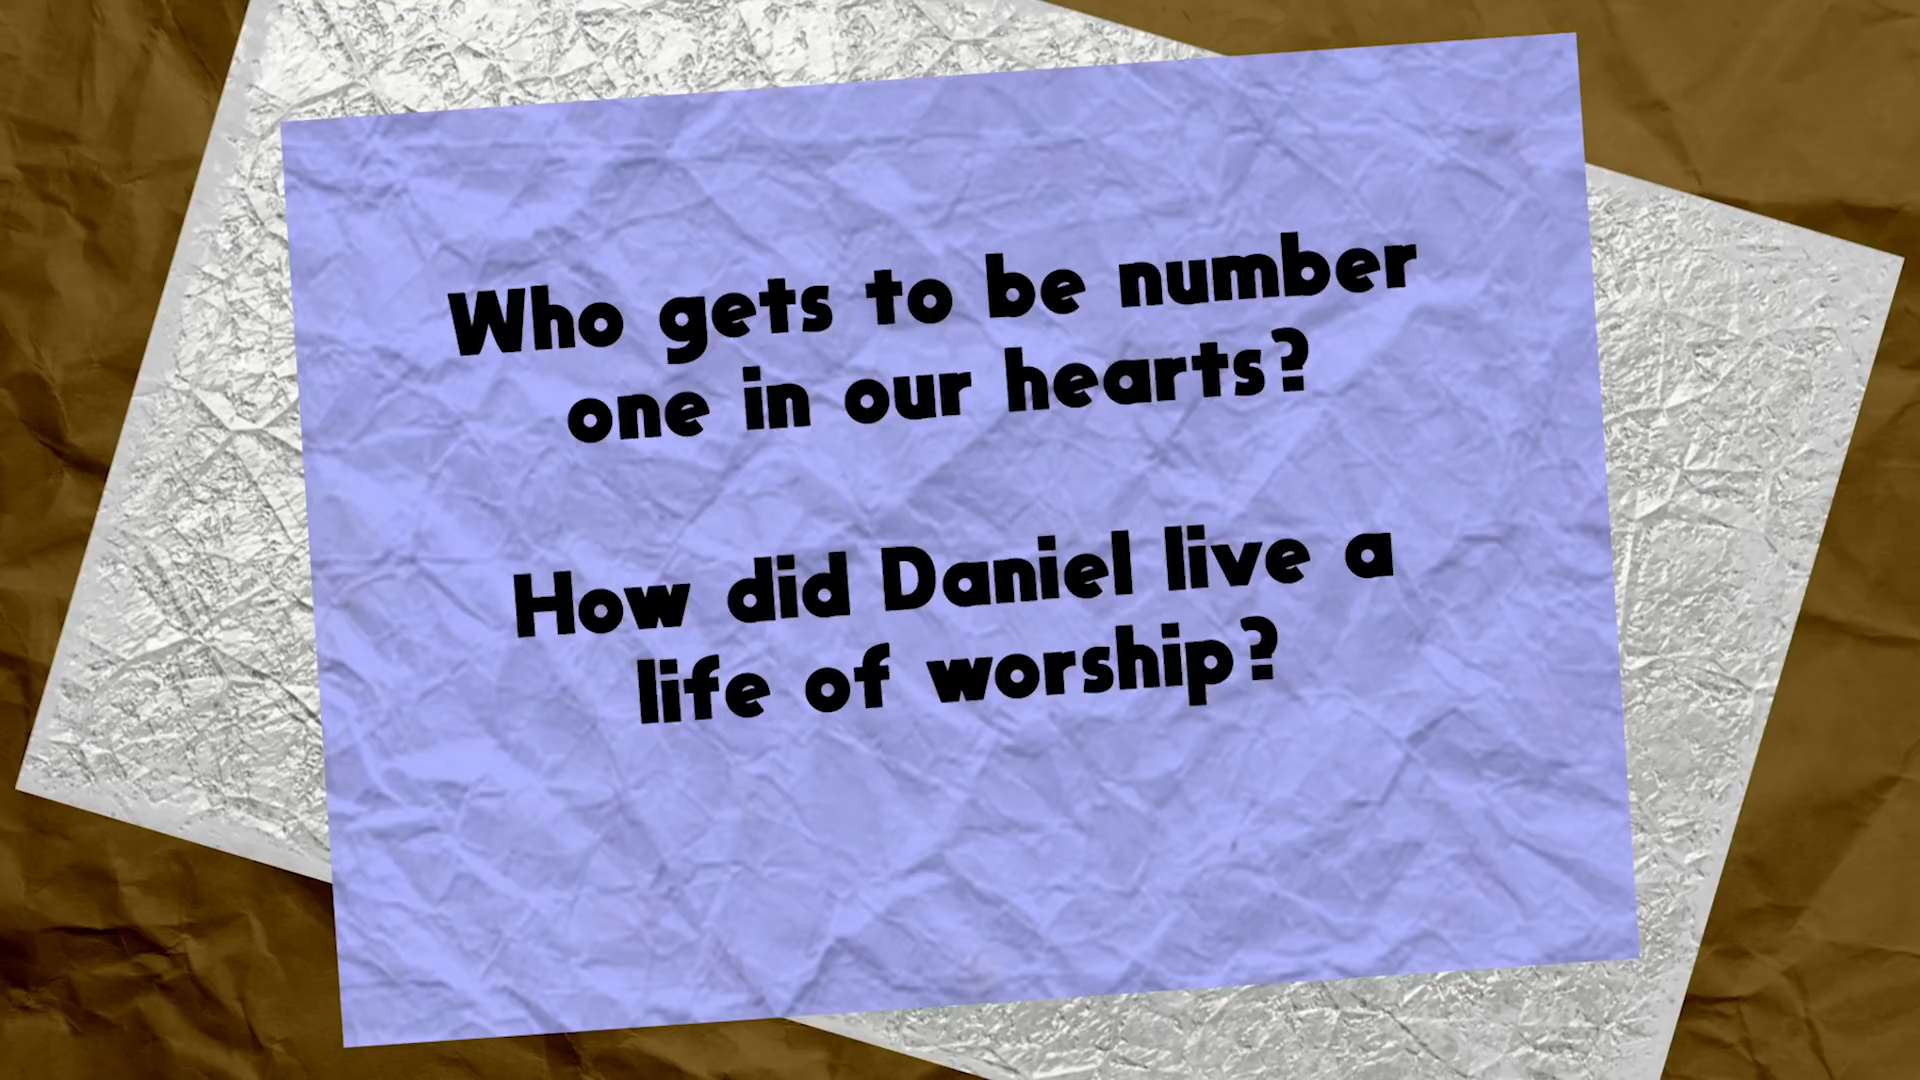 Who gets to be number
one in our hearts?
How did Daniel live a
life of worship?